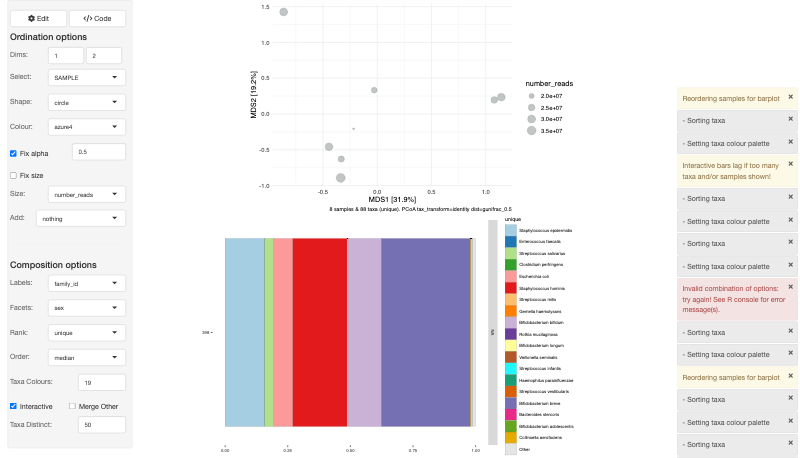 Edit
Code
Ordination options
Dims: 1 2
Select: SAMPLE
Shape: circle
Colour: azure4
Fix alpha 0.5
Fix size
Size: number_reads
Add: nothing
Composition options
Labels: family_id
Facets: sex
Rank: unique
Order: median
Taxa Colours: 19
Interactive Merge Other
Taxa Distinct: 50
1.5
1.0
0.5
0.0
-0.5
-1.0
MDS2 [19.2%]
-0.5 0.0 0.5 1.0
MDS1 [31.9%]
8 samples & 88 taxa (unique). PCoA tax_transform=identity dist=gunifrac_0.5
number_reads
2.0e+07
2.5e+07
3.0e+07
3.5e+07
0.00 0.25 0.50 0.75 1.00
unique
Staphylococcus epidermidis
Enterococcus faecalis
Streptococcus salivarius
Clostridium perfringens
Escherichia coli
Staphylococcus hominis
Streptococcus mitis
Gemella haemolysans
Bifidobacterium bifidum
Rothia mucilaginosa
Bifidobacterium longum
Veillonella seminalis
Streptococcus infantis
Haemophilus parainfluenzae
Streptococcus vestibularis
Bifidobacterium breve
Bacteroides stercoris
Bifidobacterium adolescentis
Collinsella aerofaciens
Other
Reordering samples for barplot
- Sorting taxa
- Setting taxa colour palette
Interactive bars lag if too many
taxa and/or samples shown!
- Sorting taxa
- Setting taxa colour palette
- Sorting taxa
- Setting taxa colour palette
Invalid combination of options:
try again! See R console for error
message(s).
- Sorting taxa
- Setting taxa colour palette
Reordering samples for barplot
- Sorting taxa
- Setting taxa colour palette
- Sorting taxa